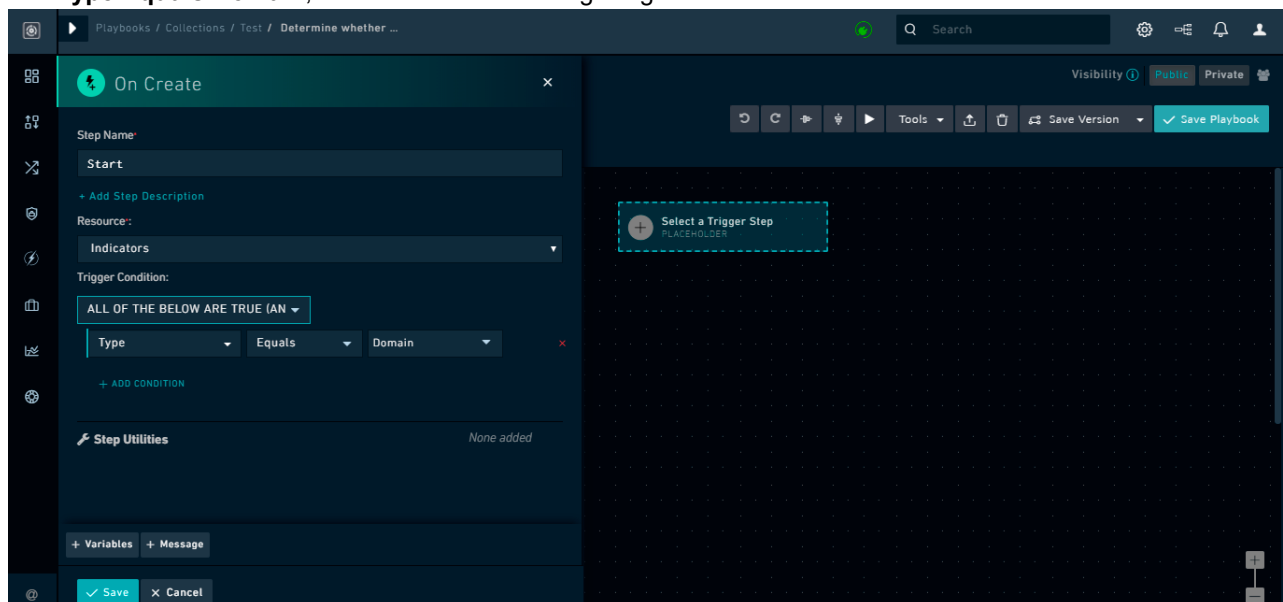 Playbooks / Collections / Test / Determine whether ...
Search
On Create
×
Visibility
Public
Private
Tools
Save Version
Save Playbook
Step Name
Start
+ Add Step Description
Resource:
Indicators
Select a Trigger Step
PLACEHOLDER
Trigger Condition:
ALL OF THE BELOW ARE TRUE (AN
Type
Equals
Domain
×
+ ADD CONDITION
Step Utilities
None added
+ Variables
+ Message
Save
× Cancel
@